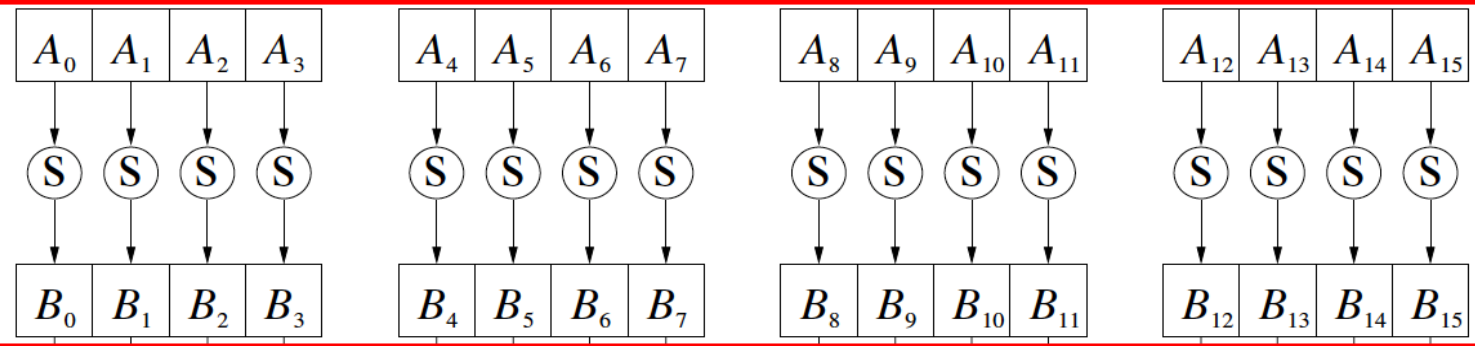 A₀ A₁ A₂ A₃ A₄ A₅ A₆ A₇ A₈ A₉ A₁₀ A₁₁ A₁₂ A₁₃ A₁₄ A₁₅
S S S S S S S S S S S S S S S S
B₀ B₁ B₂ B₃ B₄ B₅ B₆ B₇ B₈ B₉ B₁₀ B₁₁ B₁₂ B₁₃ B₁₄ B₁₅